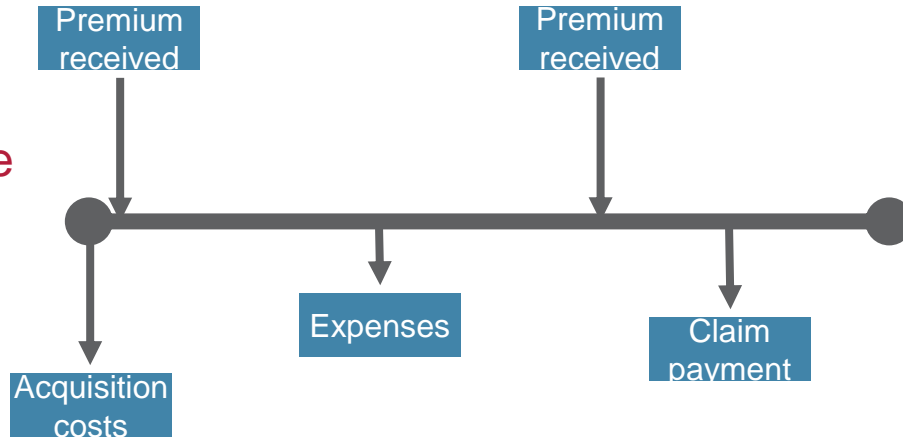 Premium
received
Premium
received
e
Expenses
Claim
payment
Acquisition
costs